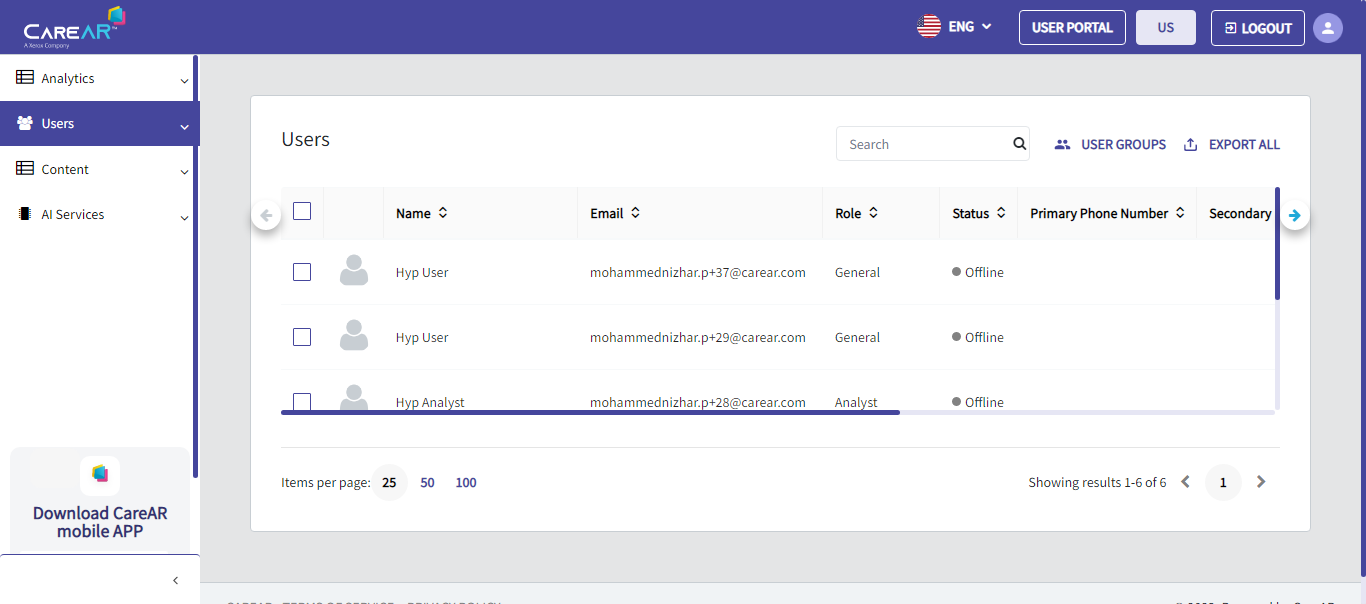 CAREAR™
A Xerox Company
ENG
USER PORTAL
US
LOGOUT
Analytics
Users
Content
AI Services
Download CareAR
mobile APP
Users
Search
USER GROUPS
EXPORT ALL
Name Email Role Status Primary Phone Number Secondary
Hyp User mohammednizhar.p+37@carear.com General Offline
Hyp User mohammednizhar.p+29@carear.com General Offline
Hyp Analyst mohammednizhar.p+28@carear.com Analyst Offline
Items per page: 25 50 100
Showing results 1-6 of 6 1